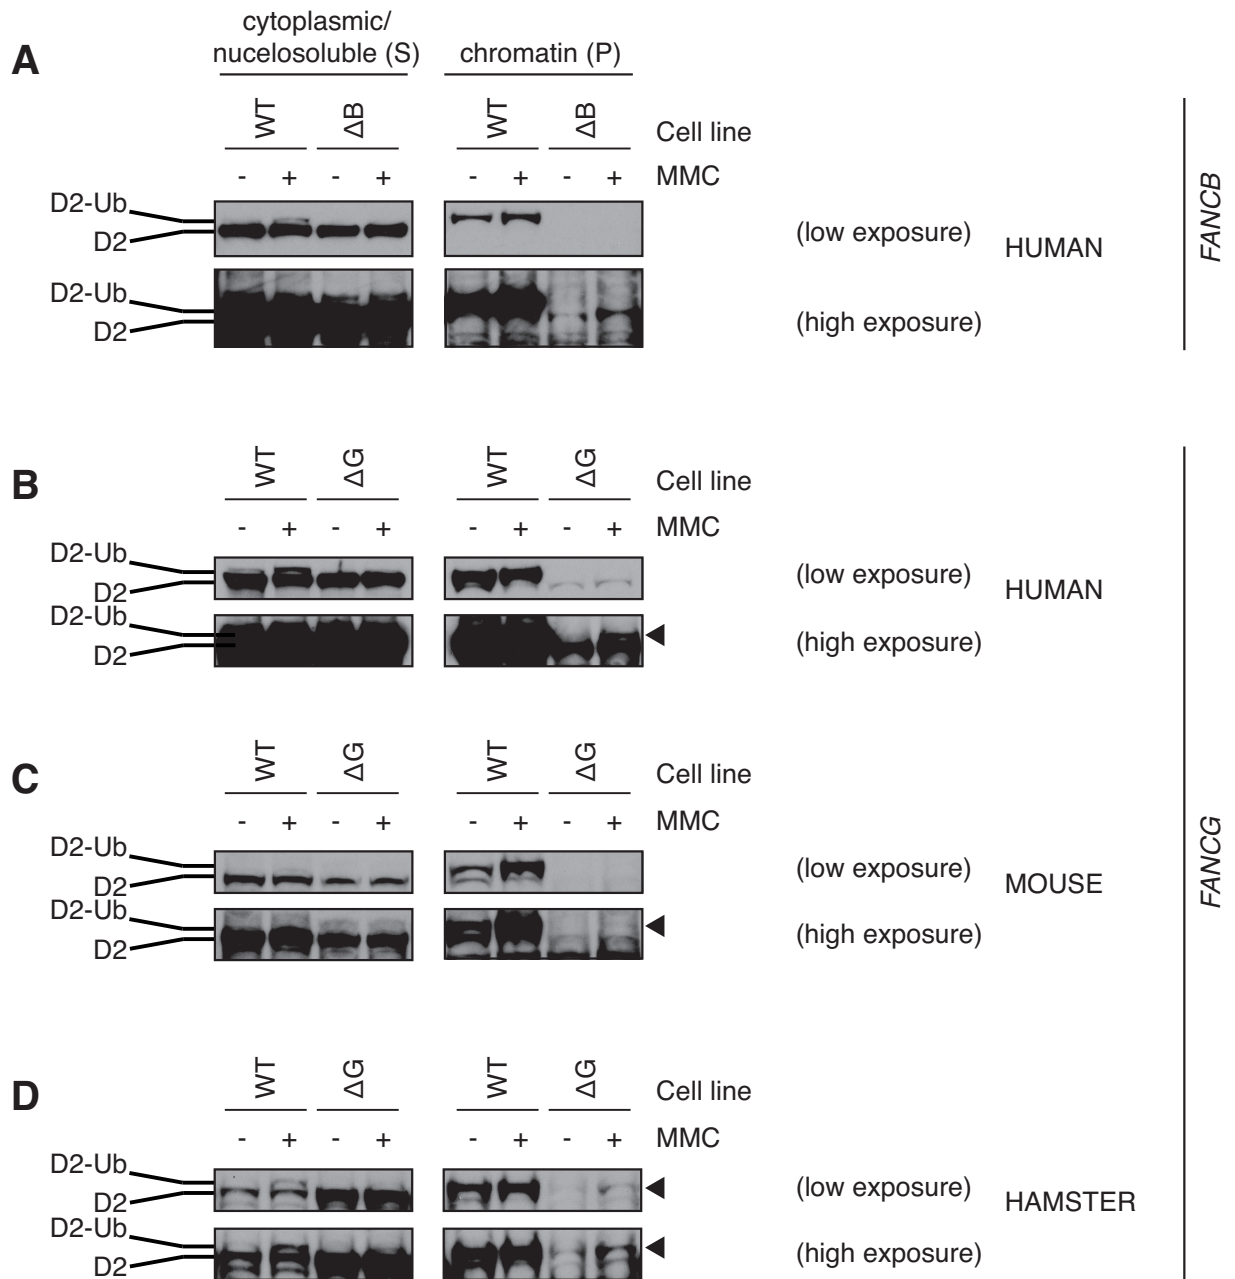 A
cytoplasmic/
nucelosoluble (S)
chromatin (P)
WT ΔB WT ΔB Cell line
- + - + - + - + MMC
D2-Ub
D2
(low exposure)
HUMAN
D2-Ub
D2
(high exposure)
FANCB
B
WT ΔG WT ΔG Cell line
- + - + - + - + MMC
D2-Ub
D2
(low exposure)
HUMAN
D2-Ub
D2
(high exposure)
C
WT ΔG WT ΔG Cell line
- + - + - + - + MMC
D2-Ub
D2
(low exposure)
MOUSE
D2-Ub
D2
(high exposure)
FANCG
D
WT ΔG WT ΔG Cell line
- + - + - + - + MMC
D2-Ub
D2
(low exposure)
HAMSTER
D2-Ub
D2
(high exposure)